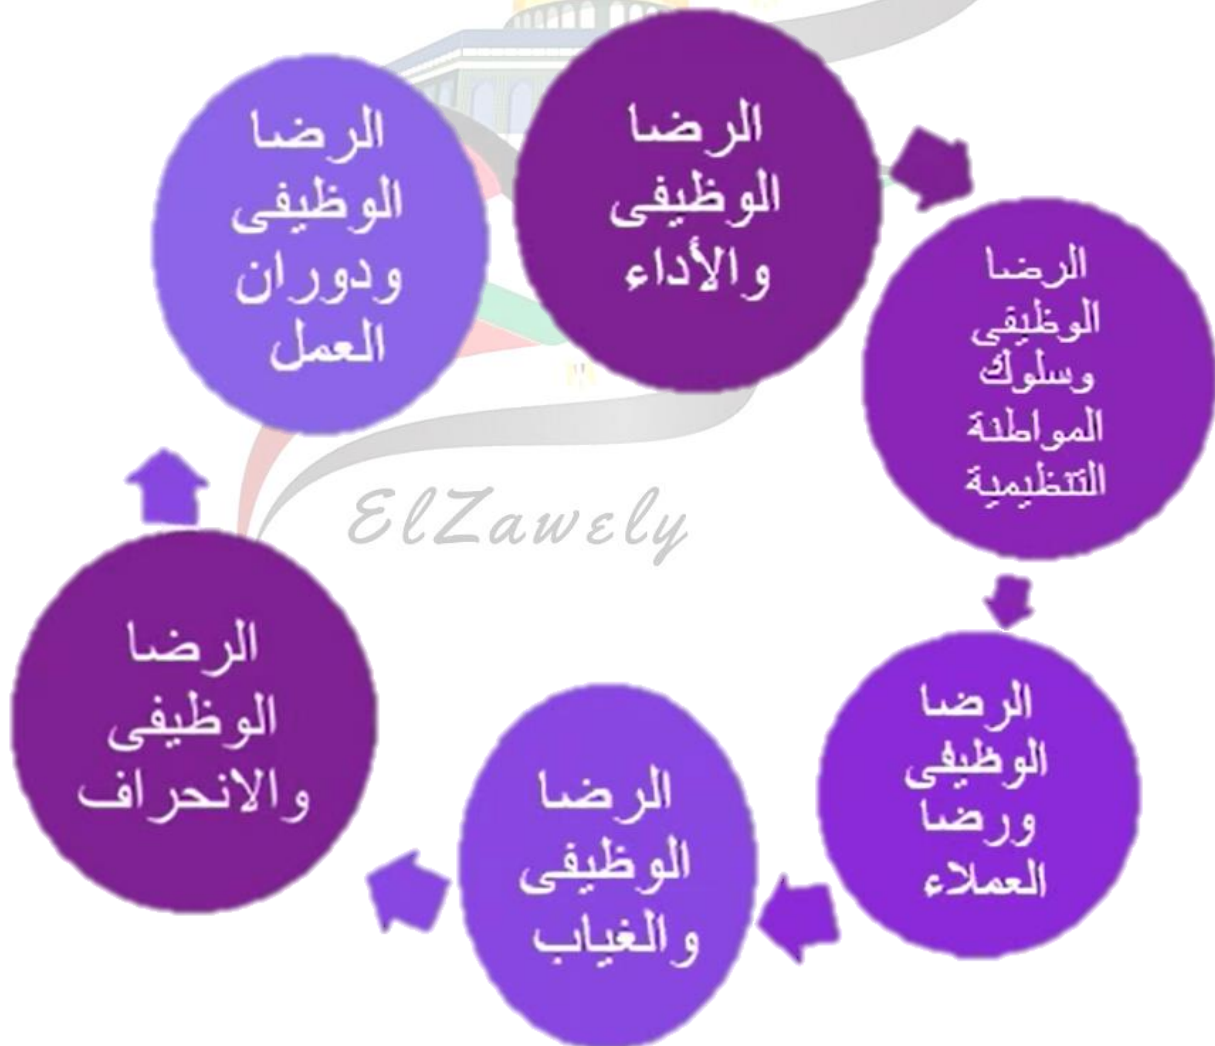 الرضا
الوظيفى
والأداء
الرضا
الوظيفى
وسلوك
المواطنة
التنظيمية
الرضا
الوظيفى
ورضا
العملاء
الرضا
الوظيفى
والغياب
الرضا
الوظيفى
والانحراف
الرضا
الوظيفى
ودوران
العمل
ElZawely